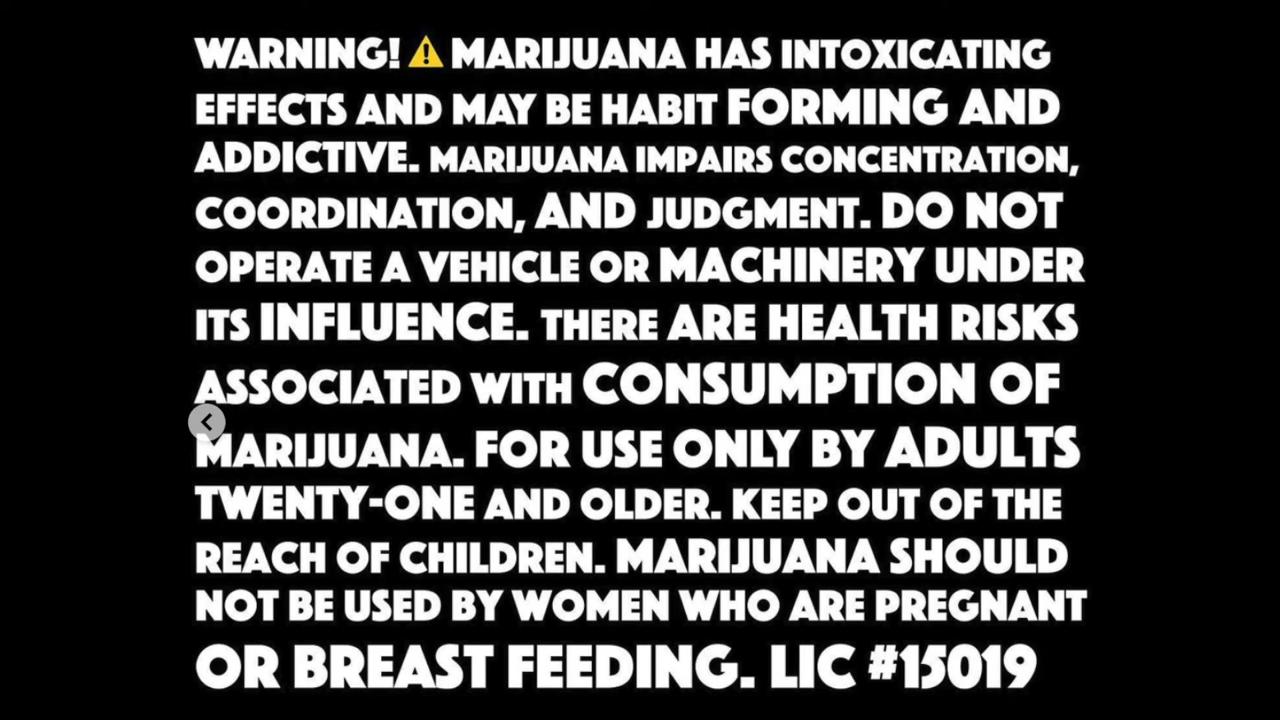 WARNING! ⚠️ MARIJUANA HAS INTOXICATING
EFFECTS AND MAY BE HABIT FORMING AND
ADDICTIVE. MARIJUANA IMPAIRS CONCENTRATION,
COORDINATION, AND JUDGMENT. DO NOT
OPERATE A VEHICLE OR MACHINERY UNDER
ITS INFLUENCE. THERE ARE HEALTH RISKS
ASSOCIATED WITH CONSUMPTION OF
MARIJUANA. FOR USE ONLY BY ADULTS
TWENTY-ONE AND OLDER. KEEP OUT OF THE
REACH OF CHILDREN. MARIJUANA SHOULD
NOT BE USED BY WOMEN WHO ARE PREGNANT
OR BREAST FEEDING. LIC #15019